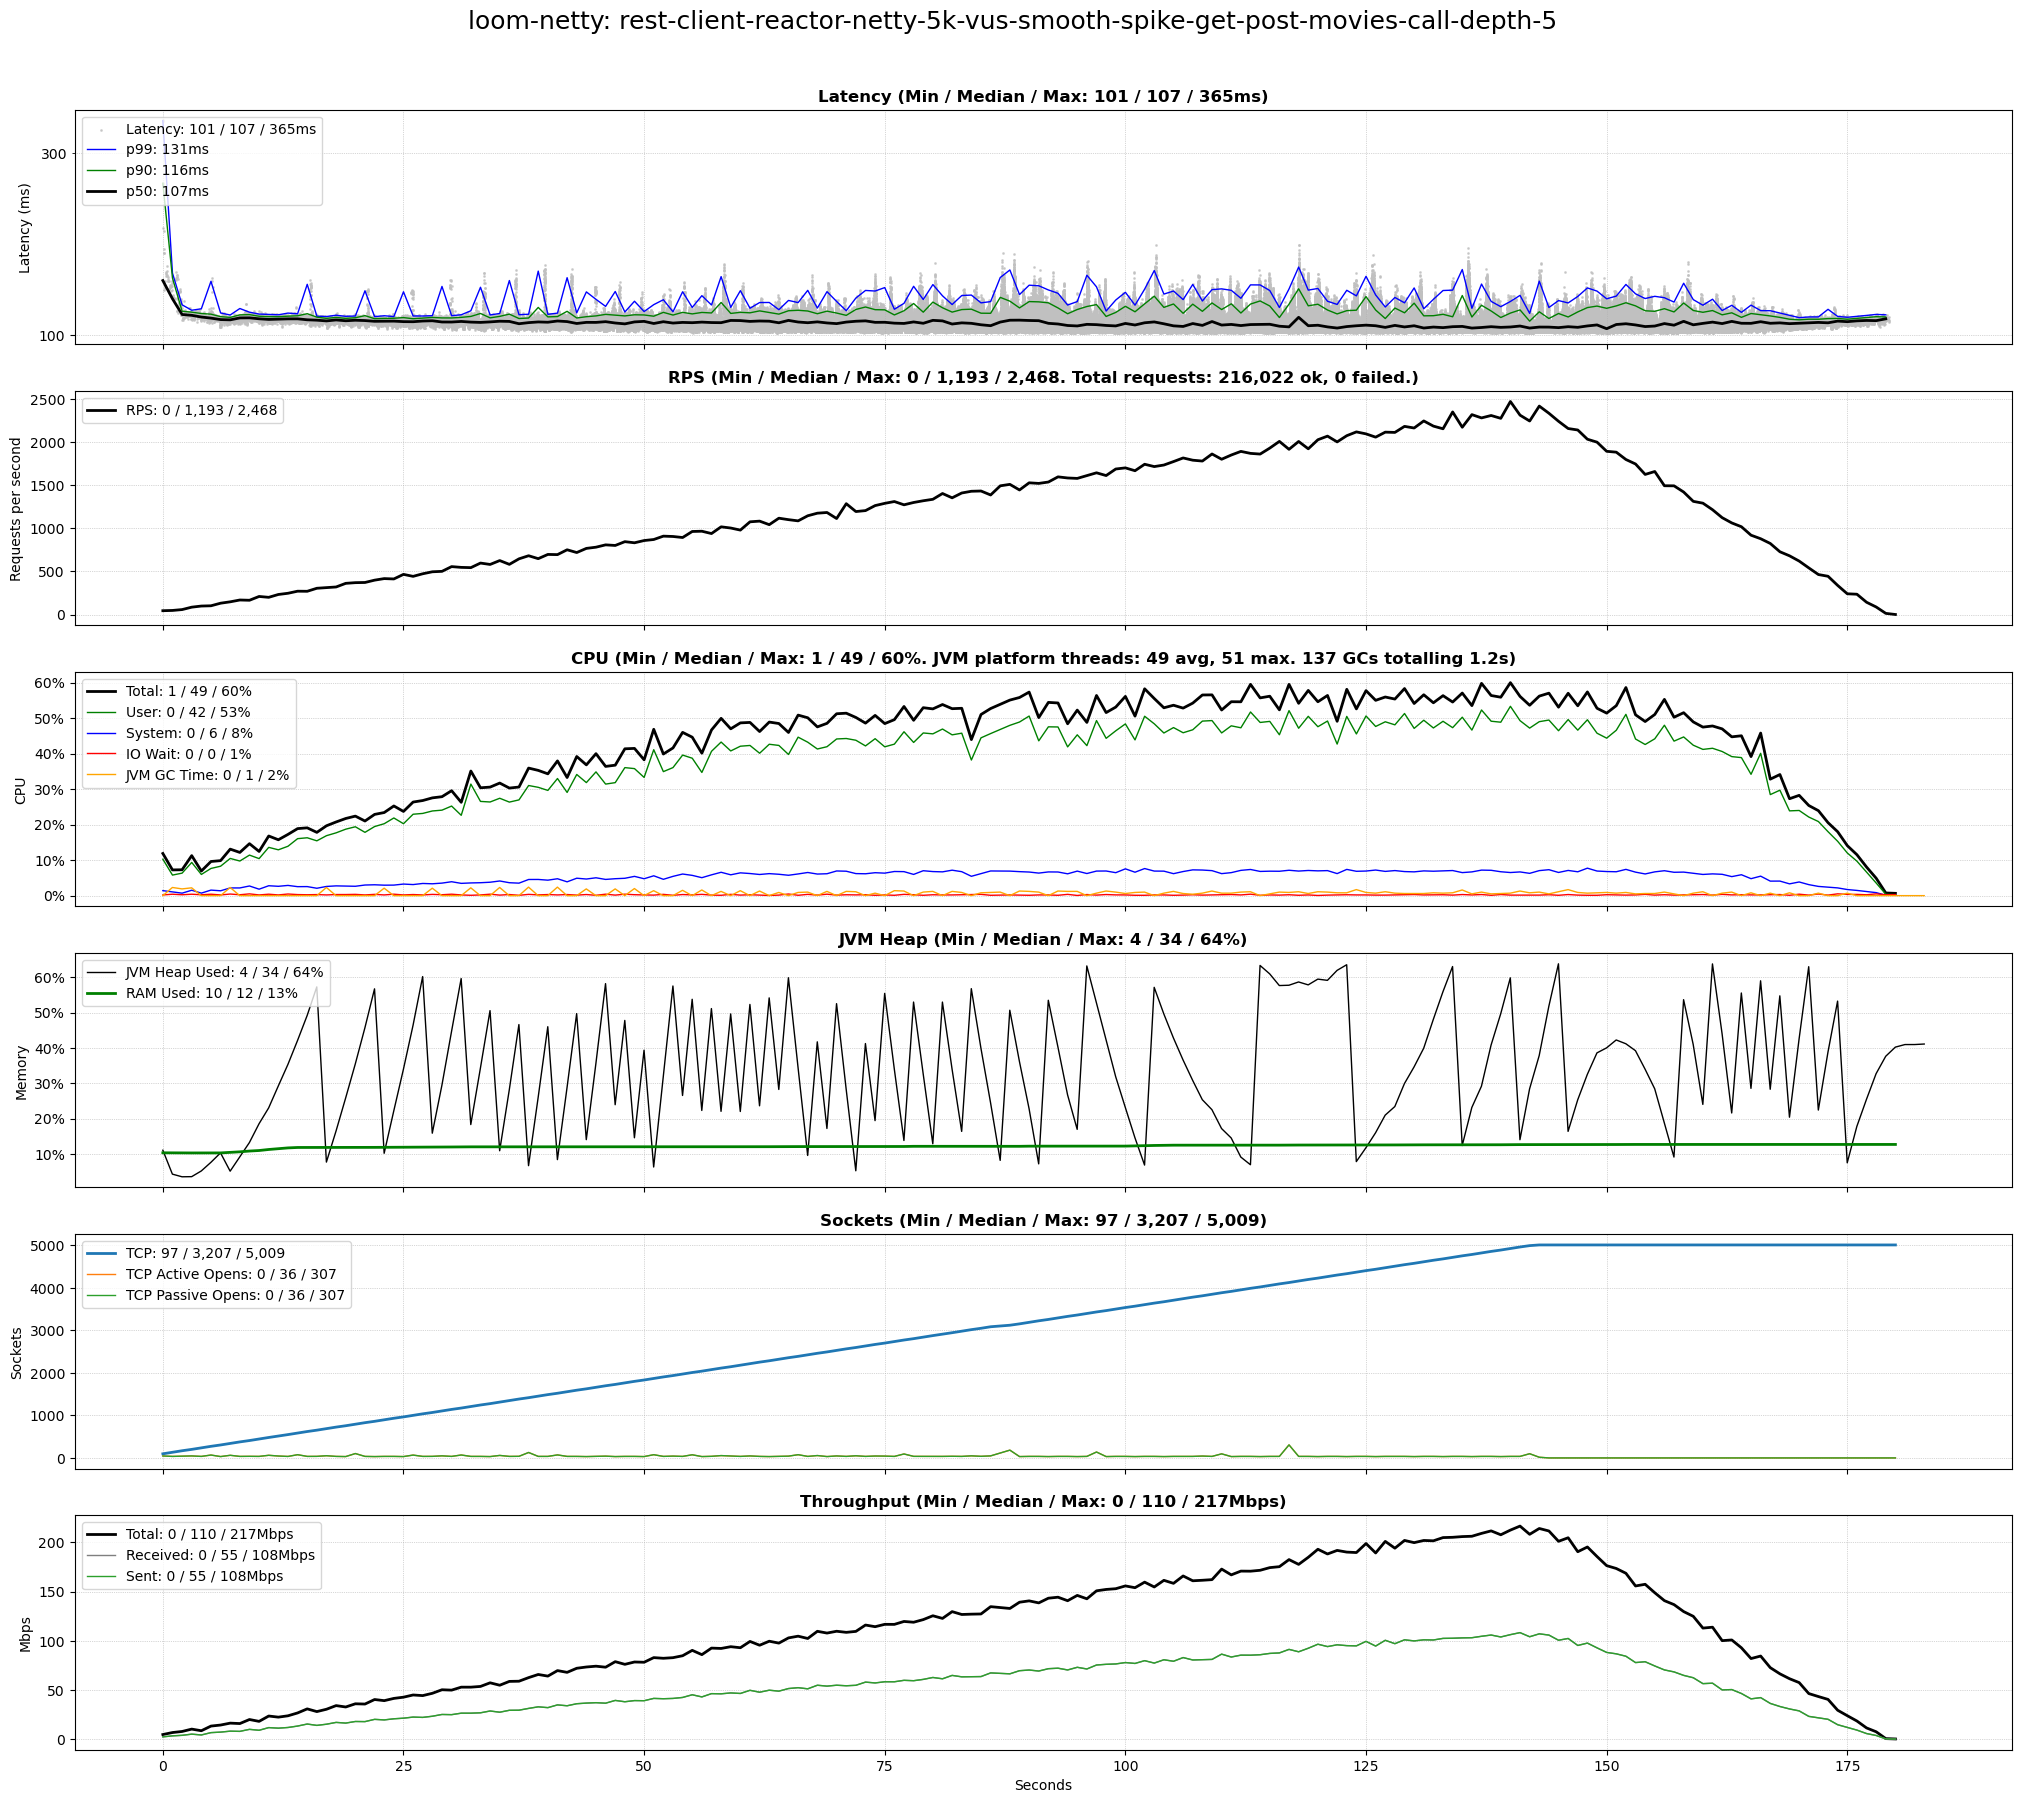 loom-netty: rest-client-reactor-netty-5k-vus-smooth-spike-get-post-movies-call-depth-5
Latency (Min / Median / Max: 101 / 107 / 365ms)
Latency: 101 / 107 / 365ms
p99: 131ms
p90: 116ms
p50: 107ms
300
100
Latency (ms)
RPS (Min / Median / Max: 0 / 1,193 / 2,468. Total requests: 216,022 ok, 0 failed.)
RPS: 0 / 1,193 / 2,468
2500
2000
1500
1000
500
0
Requests per second
CPU (Min / Median / Max: 1 / 49 / 60%. JVM platform threads: 49 avg, 51 max. 137 GCs totalling 1.2s)
Total: 1 / 49 / 60%
User: 0 / 42 / 53%
System: 0 / 6 / 8%
IO Wait: 0 / 0 / 1%
JVM GC Time: 0 / 1 / 2%
60%
50%
40%
30%
20%
10%
0%
CPU
JVM Heap (Min / Median / Max: 4 / 34 / 64%)
JVM Heap Used: 4 / 34 / 64%
RAM Used: 10 / 12 / 13%
60%
50%
40%
30%
20%
10%
Memory
Sockets (Min / Median / Max: 97 / 3,207 / 5,009)
TCP: 97 / 3,207 / 5,009
TCP Active Opens: 0 / 36 / 307
TCP Passive Opens: 0 / 36 / 307
5000
4000
3000
2000
1000
0
Sockets
Throughput (Min / Median / Max: 0 / 110 / 217Mbps)
Total: 0 / 110 / 217Mbps
Received: 0 / 55 / 108Mbps
Sent: 0 / 55 / 108Mbps
200
150
100
50
0
Mbps
0 25 50 75 100 125 150 175
Seconds